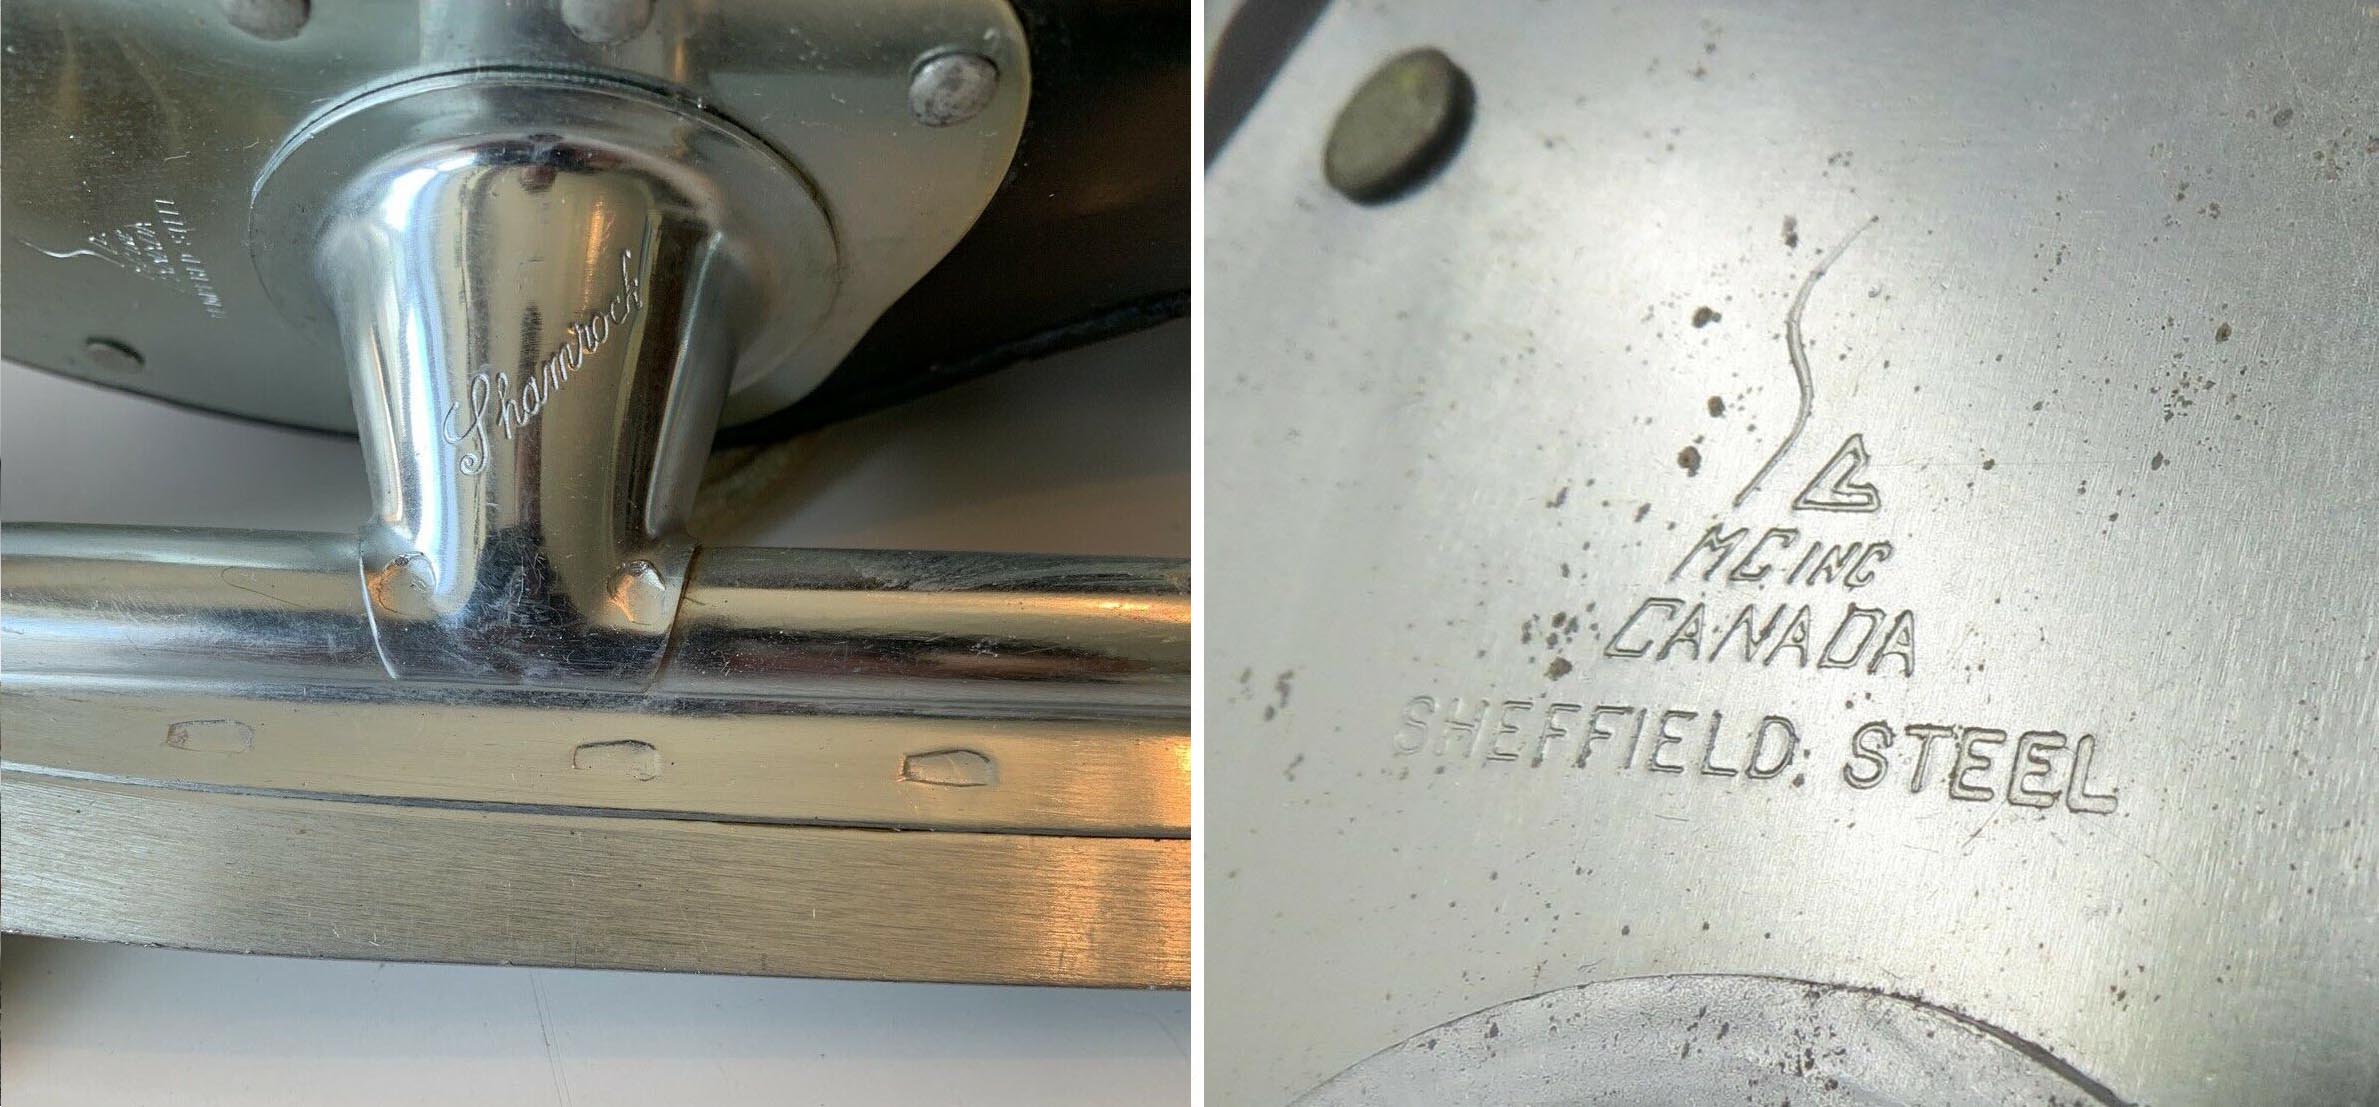 Shamrock
MC INC
CANADA
SHEFFIELD STEEL